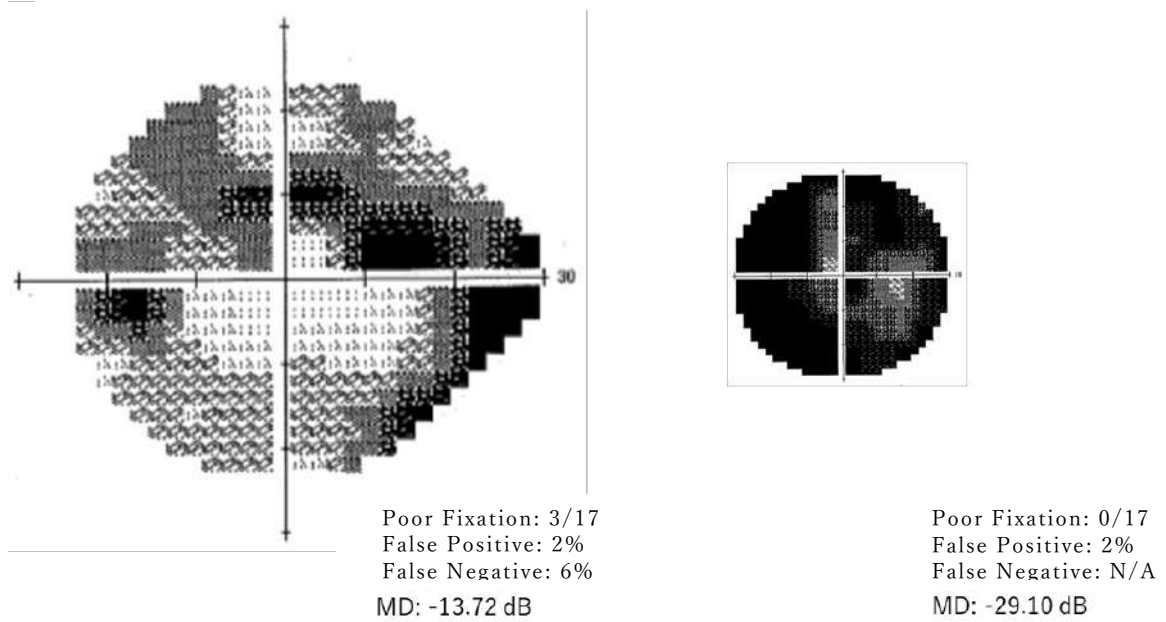 30
10
Poor Fixation: 3/17
False Positive: 2%
False Negative: 6%
MD: -13.72 dB
Poor Fixation: 0/17
False Positive: 2%
False Negative: N/A
MD: -29.10 dB